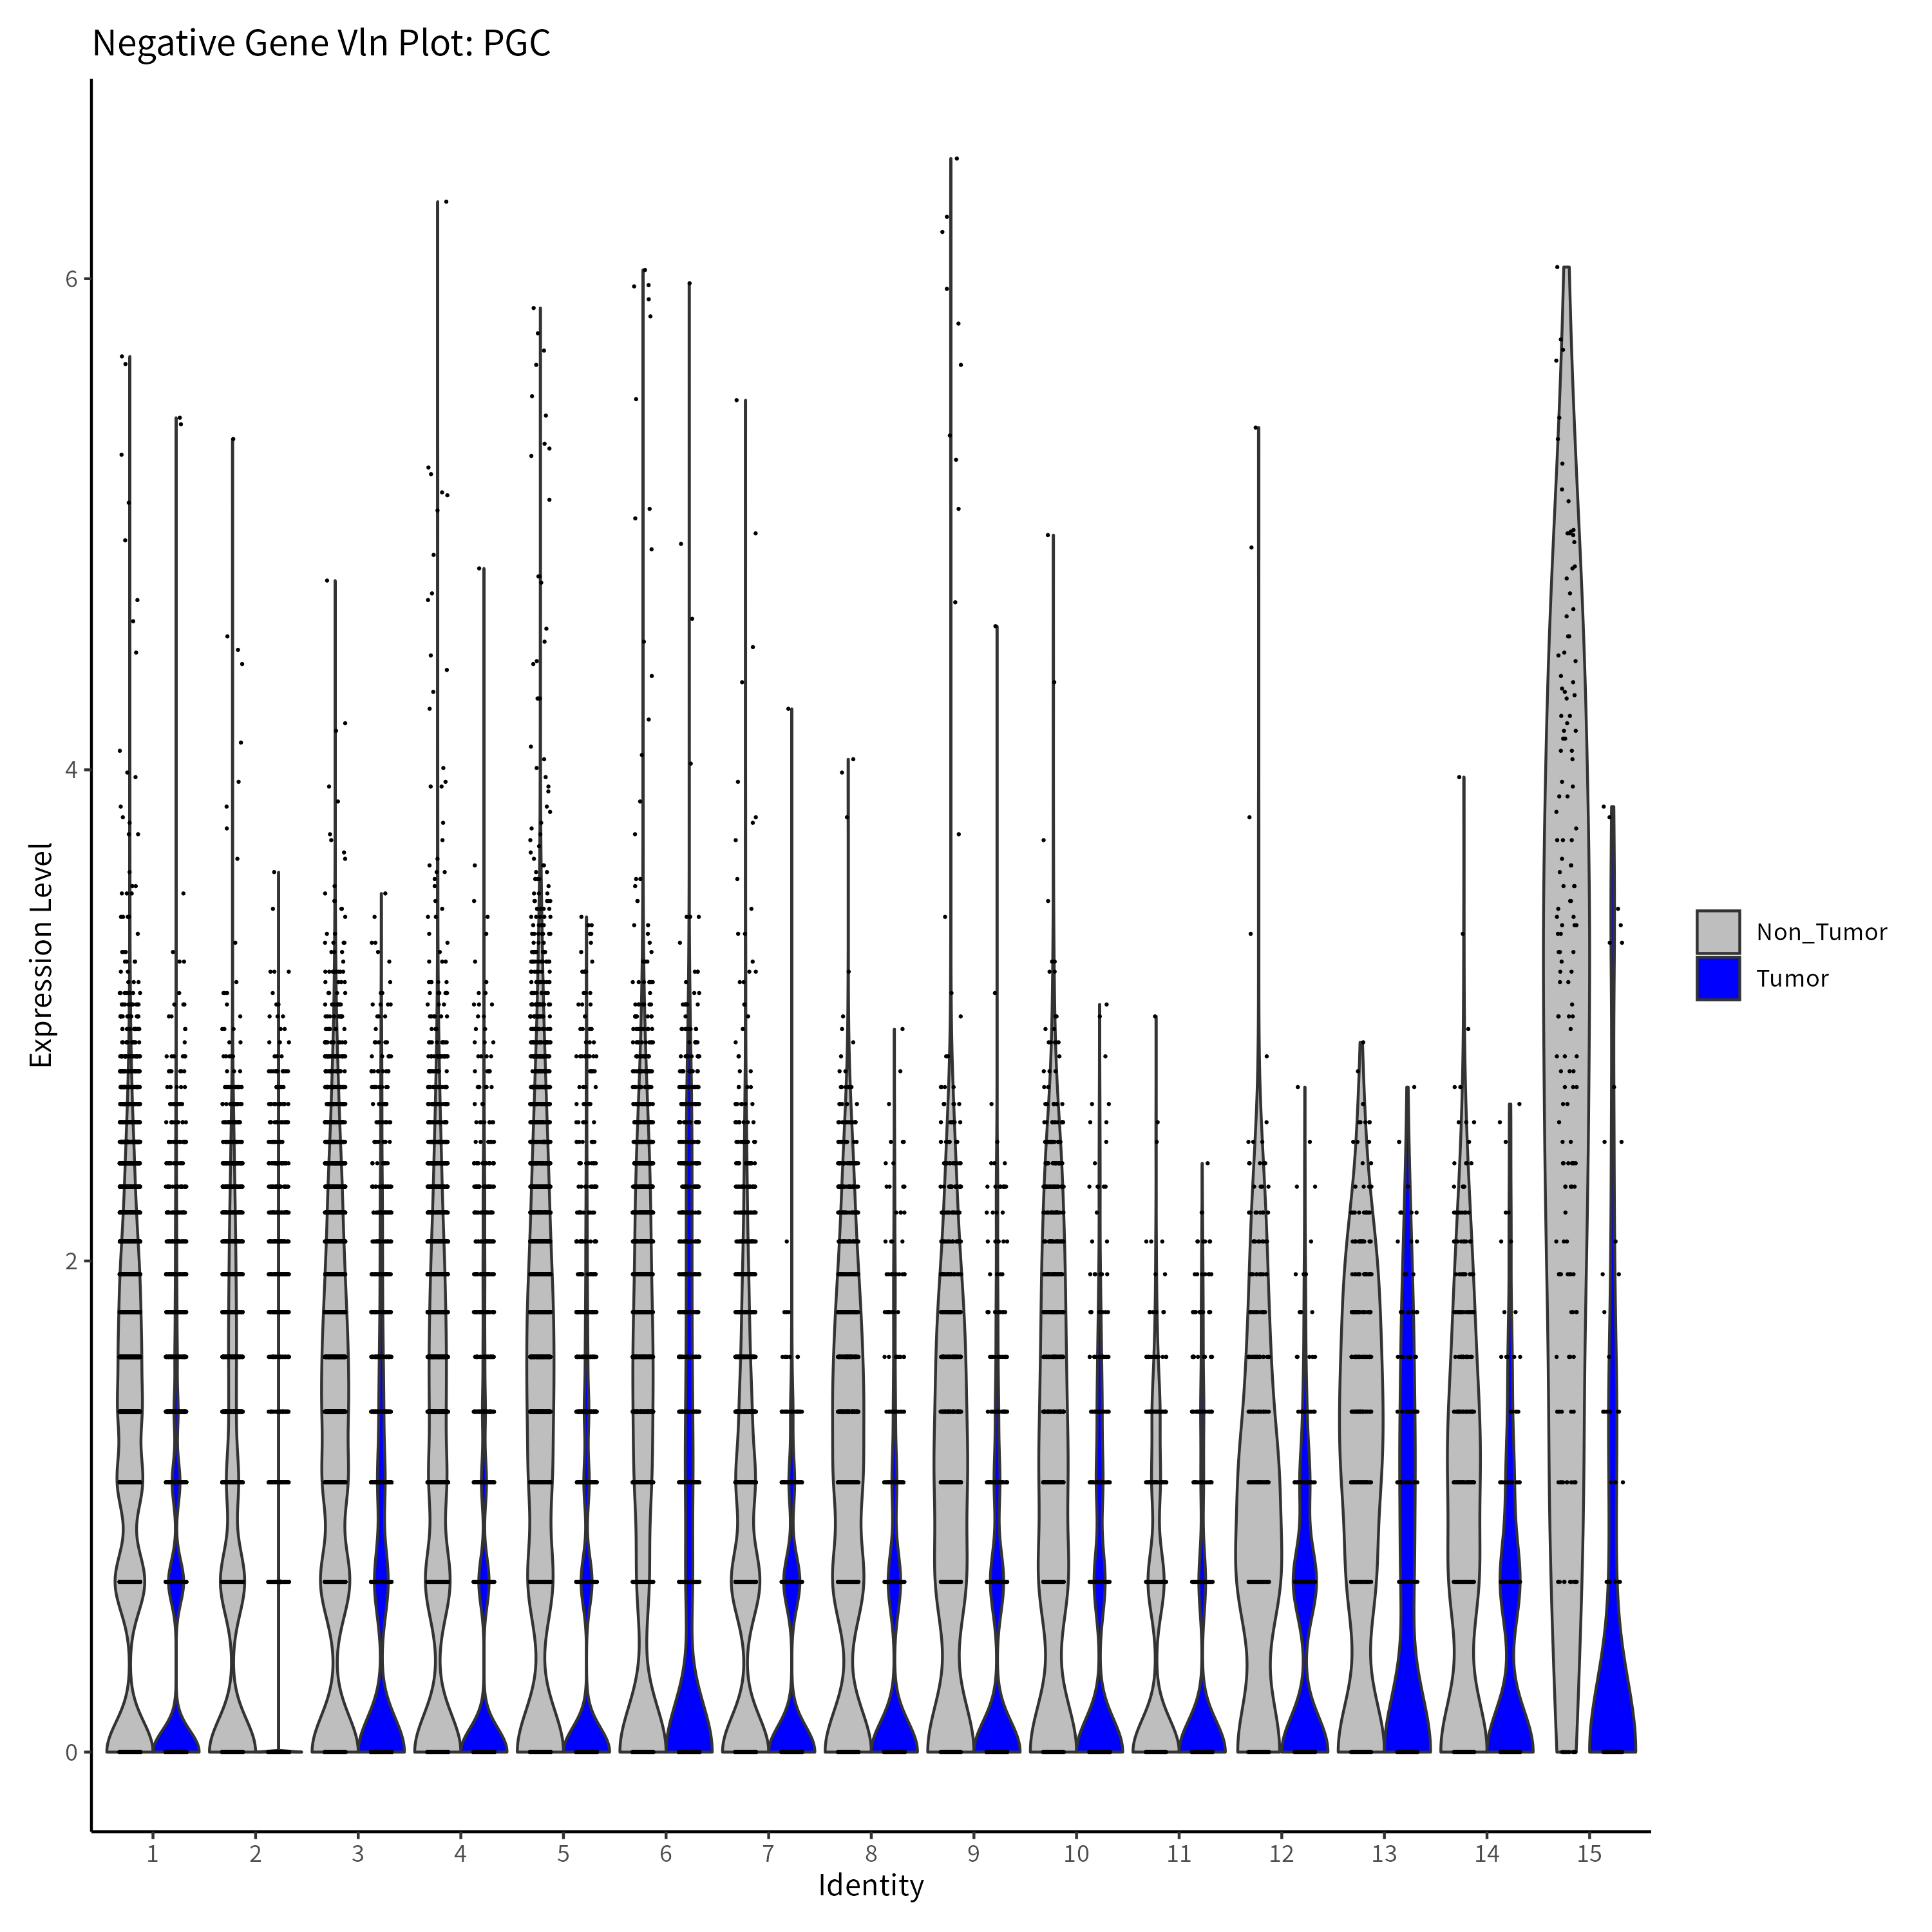 Negative Gene Vln Plot: PGC
Expression Level
6
4
2
0
1 2 3 4 5 6 7 8 9 10 11 12 13 14 15
Identity
Non_Tumor
Tumor